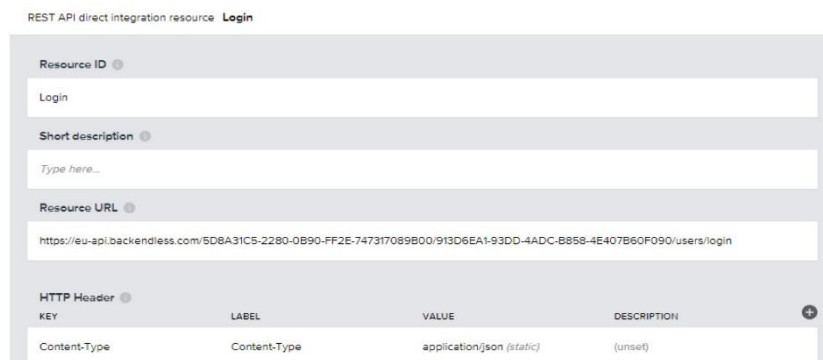 REST API direct integration resource Login
Resource ID
Login
Short description
Type here...
Resource URL
https://eu-api.backendless.com/5D8A31C5-2280-0B90-FF2E-747317089B00/913D6EA1-93DD-4ADC-B858-4E407B60F090/users/login
HTTP Header
KEY LABEL VALUE DESCRIPTION
Content-Type Content-Type application/json (static) (unset)